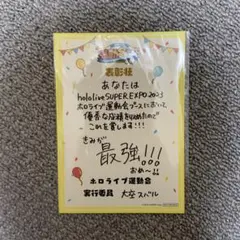 表彰状
あなたは
hololive SUPER EXPO 2023
ホロライブ運動会ブースにおいて
優秀な成績を収めたので
これを賞します!!!
きみが
最強!!!
おめ〜!!
ホロライブ運動会
実行委員 大空スバル